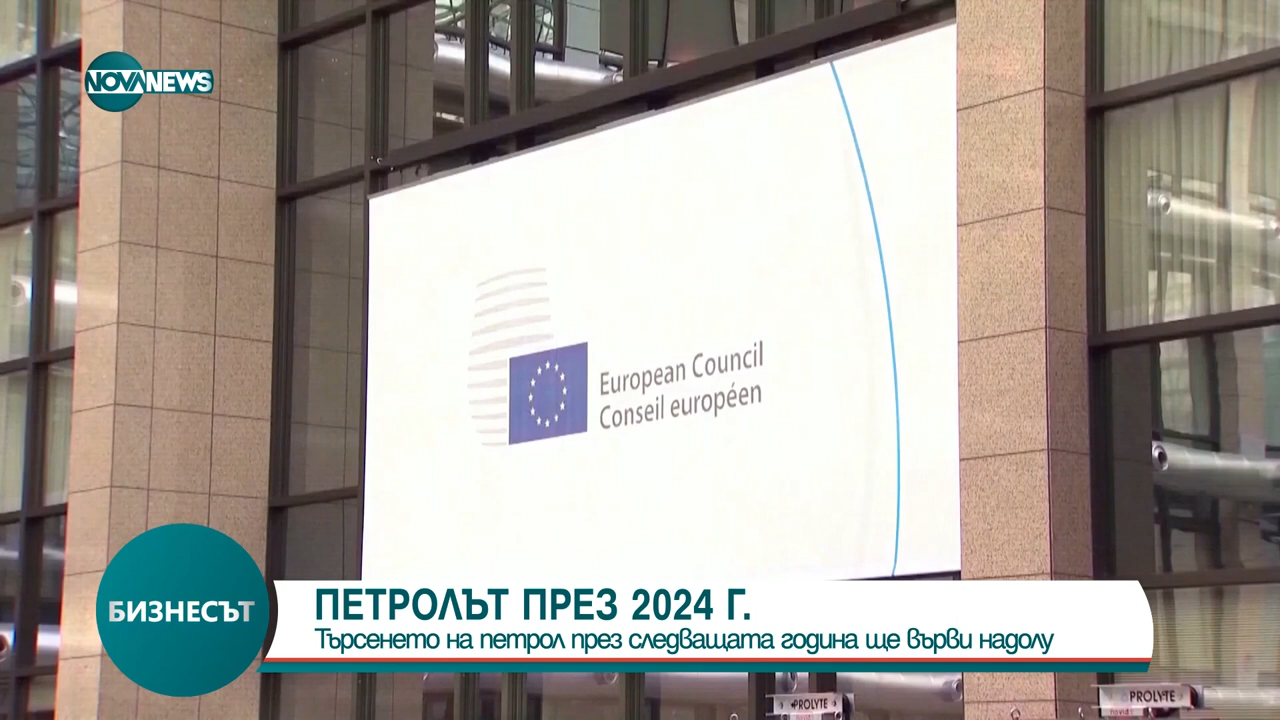 NOVANEWS
European Council
Conseil européen
БИЗНЕСЪТ
ПЕТРОЛЪТ ПРЕЗ 2024 Г.
Търсенето на петрол през следващата година ще върви надолу
PROLYTE
PROLYTE